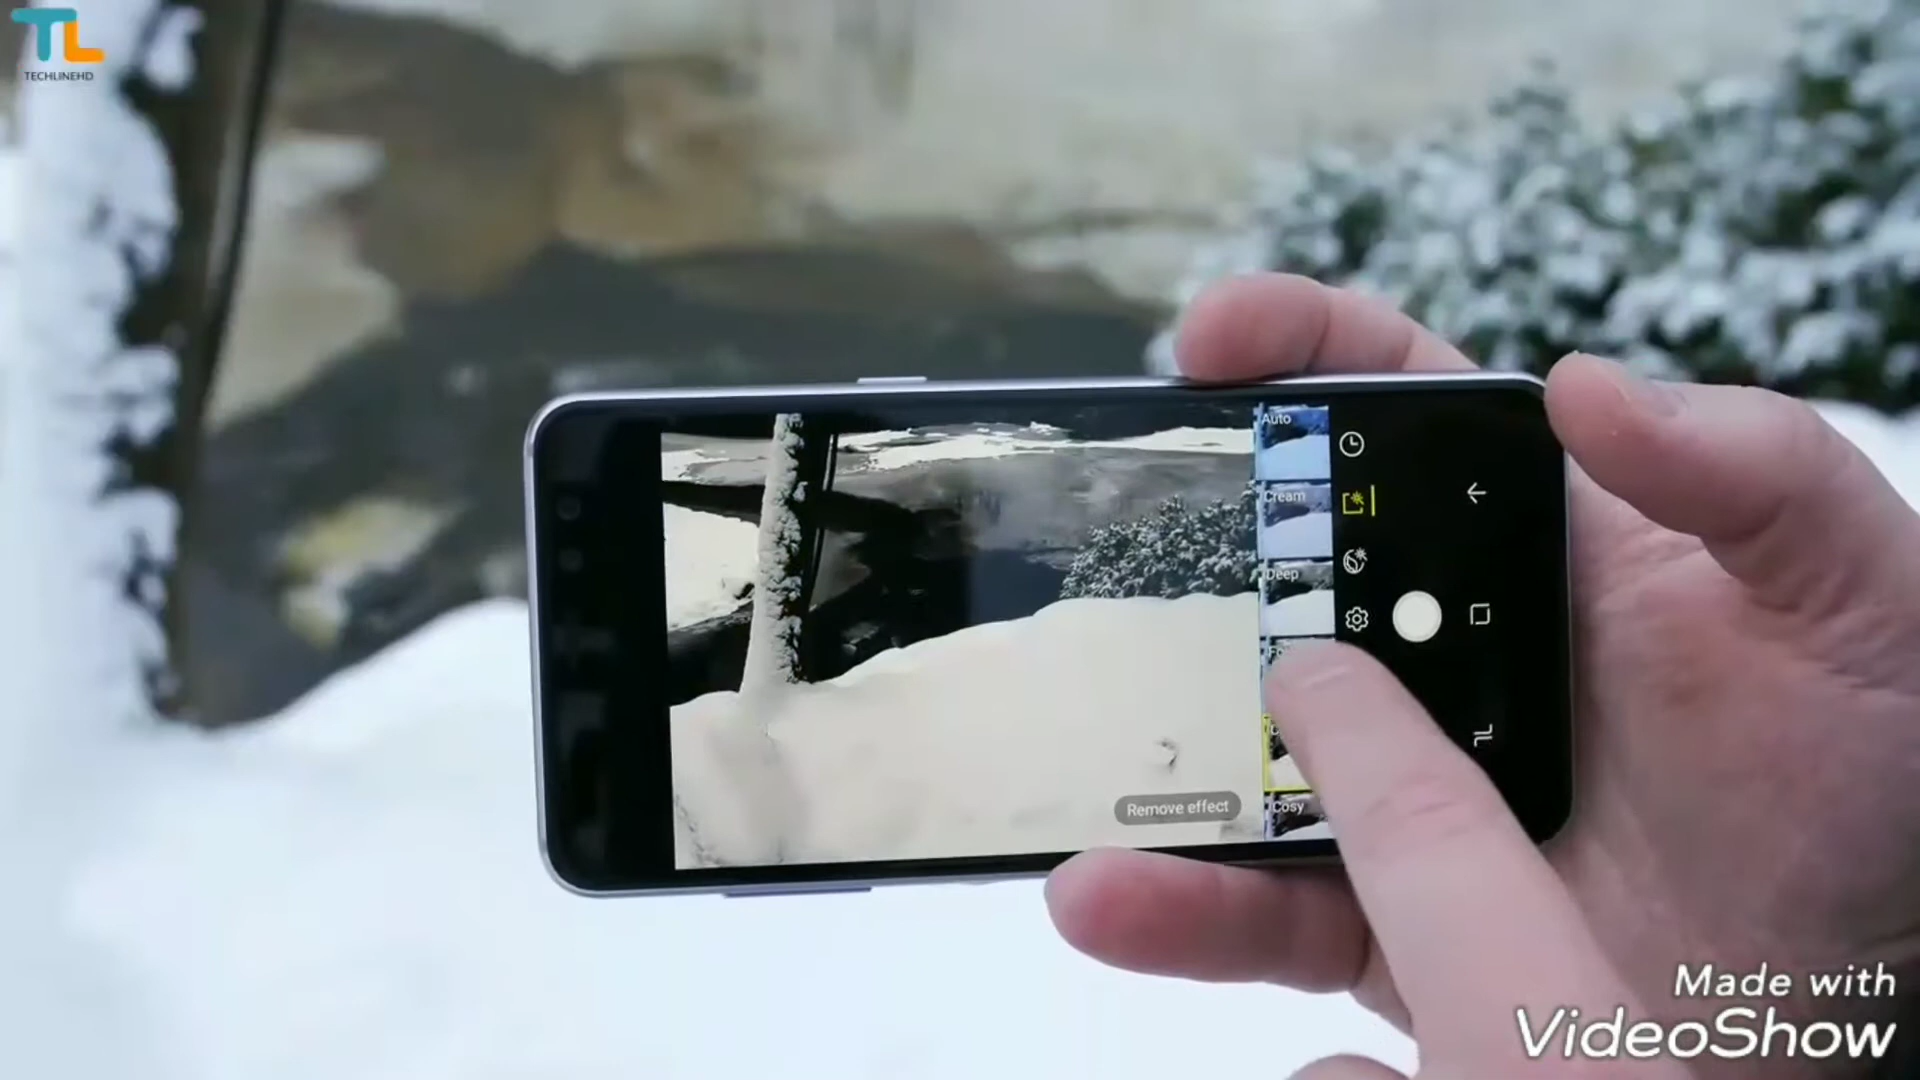 TL
TECHLINEHD
Auto
Cream
Deep
Remove effect
Cosy
Made with
VideoShow